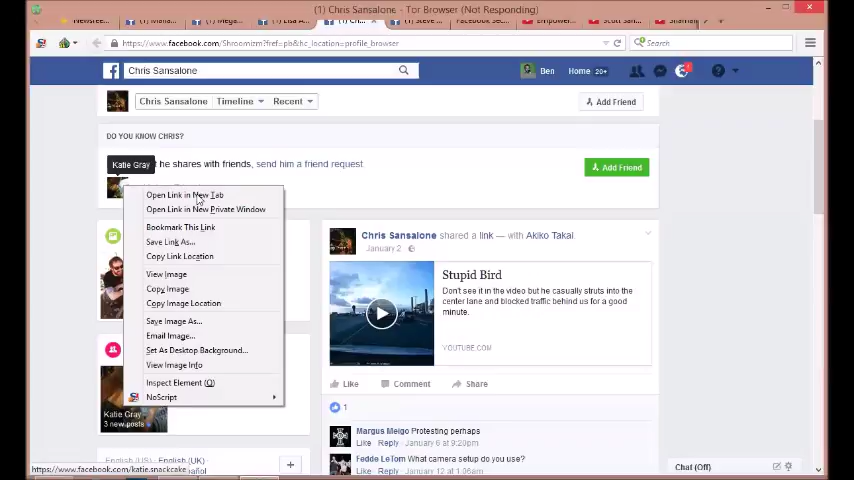 Chris Sansalone - Tor Browser (Not Responding)
https://www.facebook.com/Shroomizm?fref=pb&hc_location=profile_browser
Search
Chris Sansalone
Ben
Home 20+
Chris Sansalone
Timeline
Recent
Add Friend
DO YOU KNOW CHRIS?
Katie Gray
he shares with friends, send him a friend request
Add Friend
Open Link in New Tab
Open Link in New Private Window
Bookmark This Link
Save Link As...
Copy Link Location
View Image
Copy Image
Copy Image Location
Save Image As...
Email Image...
Set As Desktop Background...
View Image Info
Inspect Element (Q)
NoScript
Chris Sansalone shared a link — with Akiko Takai
January 2
Stupid Bird
Don't see it in the video but he casually struts into the
center lane and blocked traffic behind us for a good
minute.
YOUTUBE.COM
Like
Comment
Share
1
Margus Meigo Protesting perhaps
Like · Reply · January 6 at 9:20pm
Fedde LeTom What camera setup do you use?
Like · Reply · January 12 at 1:06am
Katie Gray
3 new posts
English (UK)
https://www.facebook.com/katie.snackcake
Chat (Off)